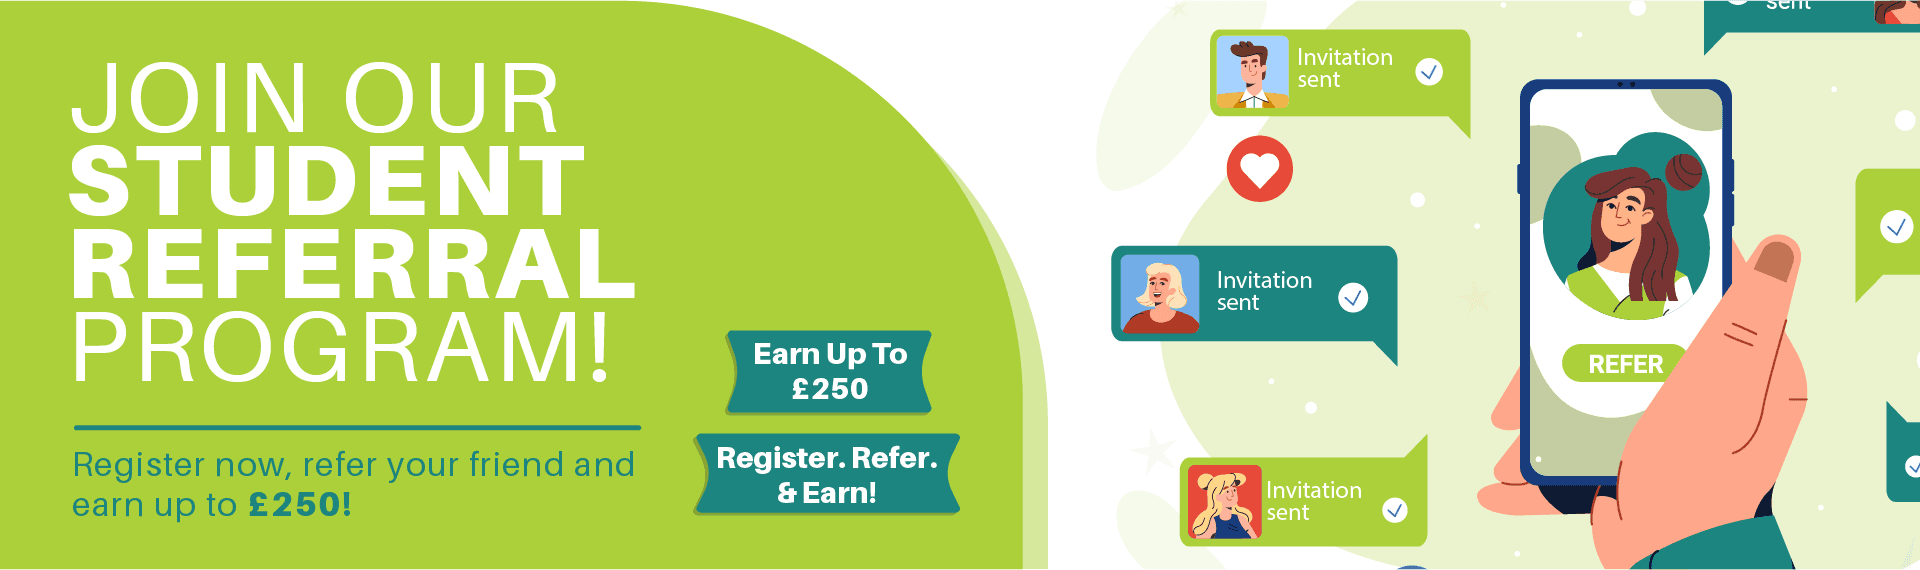 JOIN OUR
STUDENT
REFERRAL
PROGRAM!
Register now, refer your friend and
earn up to £250!
Earn Up To
£250
Register. Refer.
& Earn!
Invitation
sent
Invitation
sent
Invitation
sent
sent
REFER